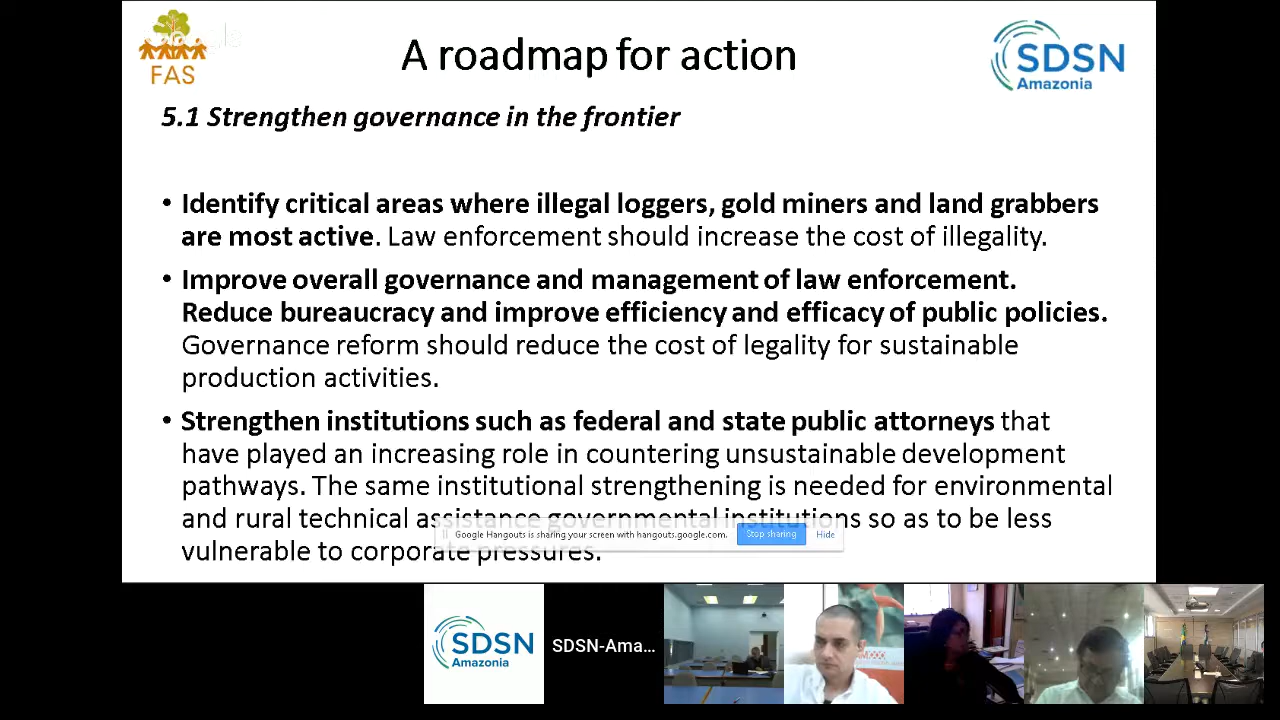 Google
FAS
A roadmap for action
SDSN
Amazonia
5.1 Strengthen governance in the frontier
• Identify critical areas where illegal loggers, gold miners and land grabbers
are most active. Law enforcement should increase the cost of illegality.
• Improve overall governance and management of law enforcement.
Reduce bureaucracy and improve efficiency and efficacy of public policies.
Governance reform should reduce the cost of legality for sustainable
production activities.
• Strengthen institutions such as federal and state public attorneys that
have played an increasing role in countering unsustainable development
pathways. The same institutional strengthening is needed for environmental
and rural technical assistance governmental institutions so as to be less
vulnerable to corporate pressures.
Google Hangouts is sharing your screen with hangouts.google.com. Stop sharing Hide
SDSN
Amazonia
SDSN-Ama...